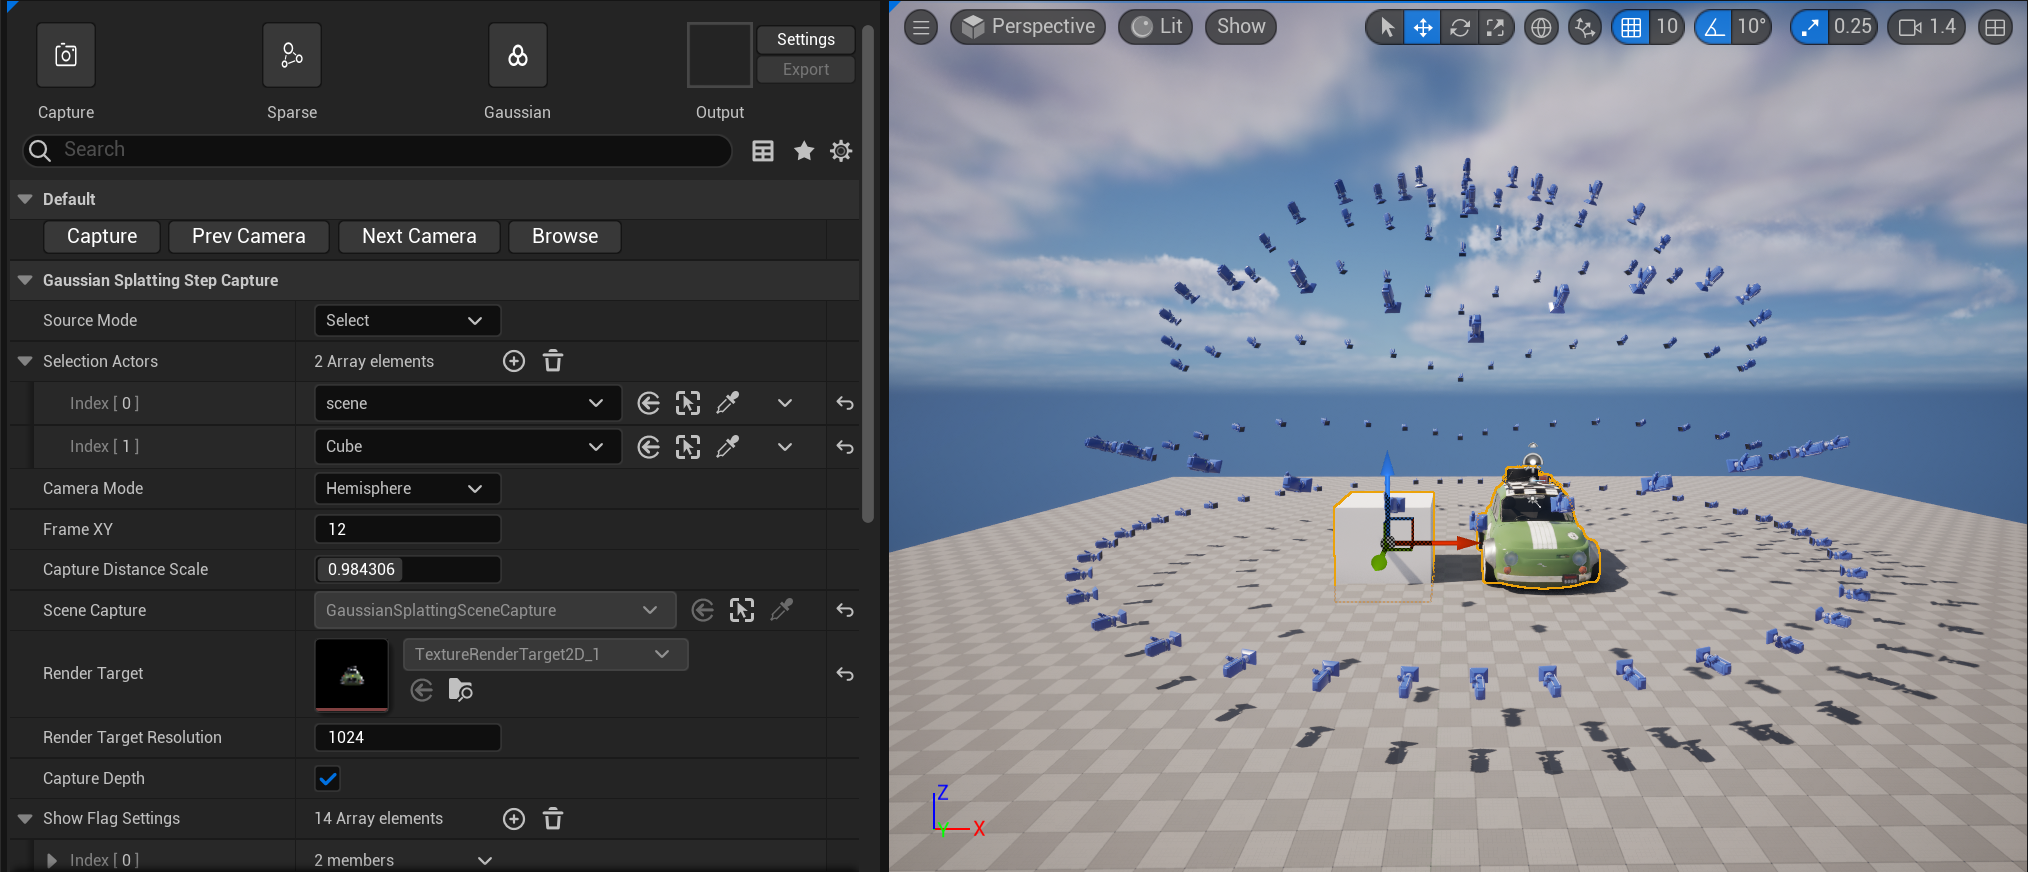 Settings
Export
Capture
Sparse
Gaussian
Output
Search
Default
Capture Prev Camera Next Camera Browse
Gaussian Splatting Step Capture
Source Mode Select
Selection Actors 2 Array elements
Index [ 0 ] scene
Index [ 1 ] Cube
Camera Mode Hemisphere
Frame XY 12
Capture Distance Scale 0.984306
Scene Capture GaussianSplattingSceneCapture
Render Target TextureRenderTarget2D_1
Render Target Resolution 1024
Capture Depth
Show Flag Settings 14 Array elements
Index [ 0 ] 2 members
Perspective Lit Show 10 10° 0.25 1.4
Z
Y X